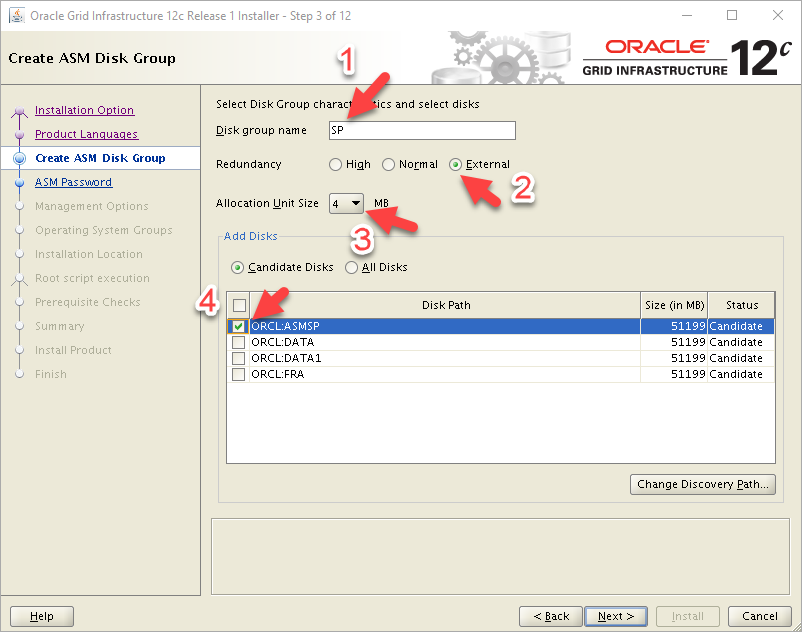 Oracle Grid Infrastructure 12c Release 1 Installer - Step 3 of 12
Create ASM Disk Group
ORACLE® 12c
GRID INFRASTRUCTURE
Installation Option
Product Languages
Create ASM Disk Group
ASM Password
Management Options
Operating System Groups
Installation Location
Root script execution
Prerequisite Checks
Summary
Install Product
Finish
1
Select Disk Group charac tics and select disks
Disk group name SP
Redundancy High Normal External
2
Allocation Unit Size 4 MB
3
Add Disks
Candidate Disks All Disks
4
Disk Path Size (in MB) Status
ORCL:ASMSP 51199 Candidate
ORCL:DATA 51199 Candidate
ORCL:DATA1 51199 Candidate
ORCL:FRA 51199 Candidate
Change Discovery Path...
Help < Back Next > Install Cancel